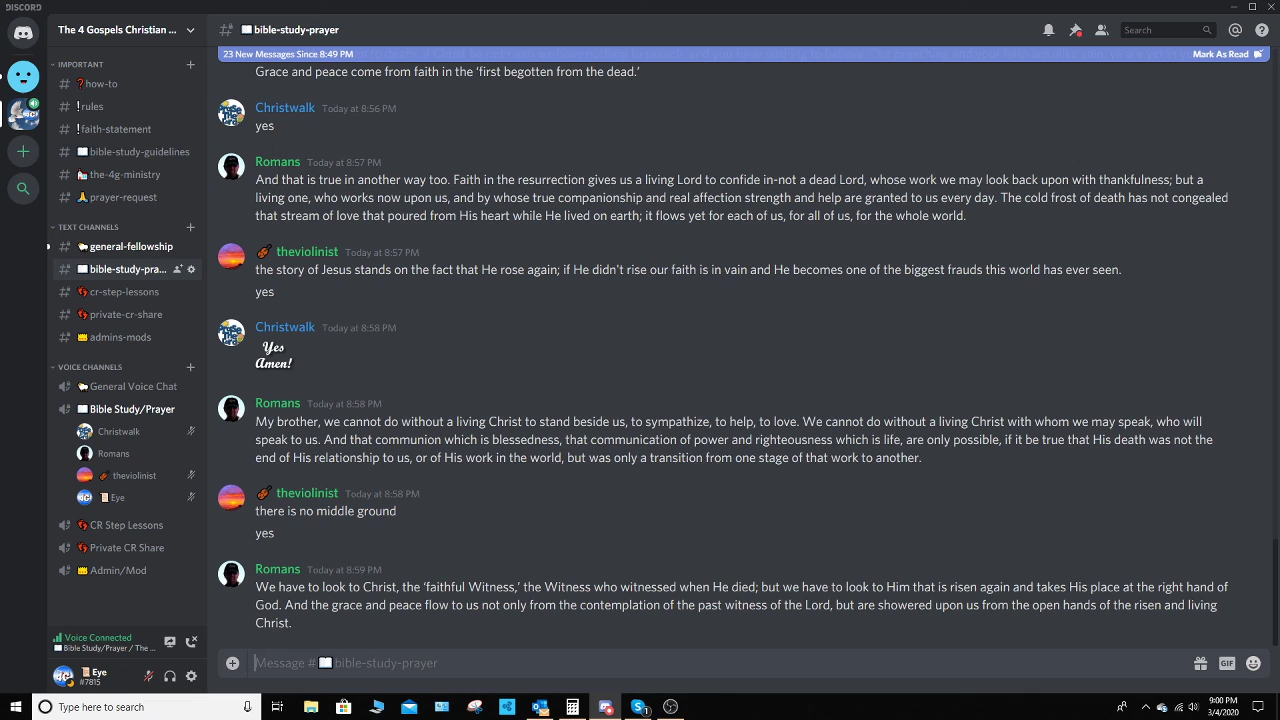 DISCORD
The 4 Gospels Christian ...
IMPORTANT
how-to
rules
faith-statement
bible-study-guidelines
the-4g-ministry
prayer-request
TEXT CHANNELS
general-fellowship
bible-study-pra...
cr-step-lessons
private-cr-share
admins-mods
VOICE CHANNELS
General Voice Chat
Bible Study/Prayer
Christwalk
Romans
theviolinist
Eye
CR Step Lessons
Private CR Share
Admin/Mod
Voice Connected
Bible Study/Prayer / The ...
Eye
#7815
bible-study-prayer
Search
23 New Messages Since 8:49 PM
Mark As Read
Grace and peace come from faith in the ‘first begotten from the dead.’
Christwalk Today at 8:56 PM
yes
Romans Today at 8:57 PM
And that is true in another way too. Faith in the resurrection gives us a living Lord to confide in-not a dead Lord, whose work we may look back upon with thankfulness; but a
living one, who works now upon us, and by whose true companionship and real affection strength and help are granted to us every day. The cold frost of death has not congealed
that stream of love that poured from His heart while He lived on earth; it flows yet for each of us, for all of us, for the whole world.
theviolinist Today at 8:57 PM
the story of Jesus stands on the fact that He rose again; if He didn't rise our faith is in vain and He becomes one of the biggest frauds this world has ever seen.
yes
Christwalk Today at 8:58 PM
Yes
Amen!
Romans Today at 8:58 PM
My brother, we cannot do without a living Christ to stand beside us, to sympathize, to help, to love. We cannot do without a living Christ with whom we may speak, who will
speak to us. And that communion which is blessedness, that communication of power and righteousness which is life, are only possible, if it be true that His death was not the
end of His relationship to us, or of His work in the world, but was only a transition from one stage of that work to another.
theviolinist Today at 8:58 PM
there is no middle ground
yes
Romans Today at 8:59 PM
We have to look to Christ, the ‘faithful Witness,’ the Witness who witnessed when He died; but we have to look to Him that is risen again and takes His place at the right hand of
God. And the grace and peace flow to us not only from the contemplation of the past witness of the Lord, but are showered upon us from the open hands of the risen and living
Christ.
Message # bible-study-prayer
GIF
Type here to search
9:00 PM
3/4/2020